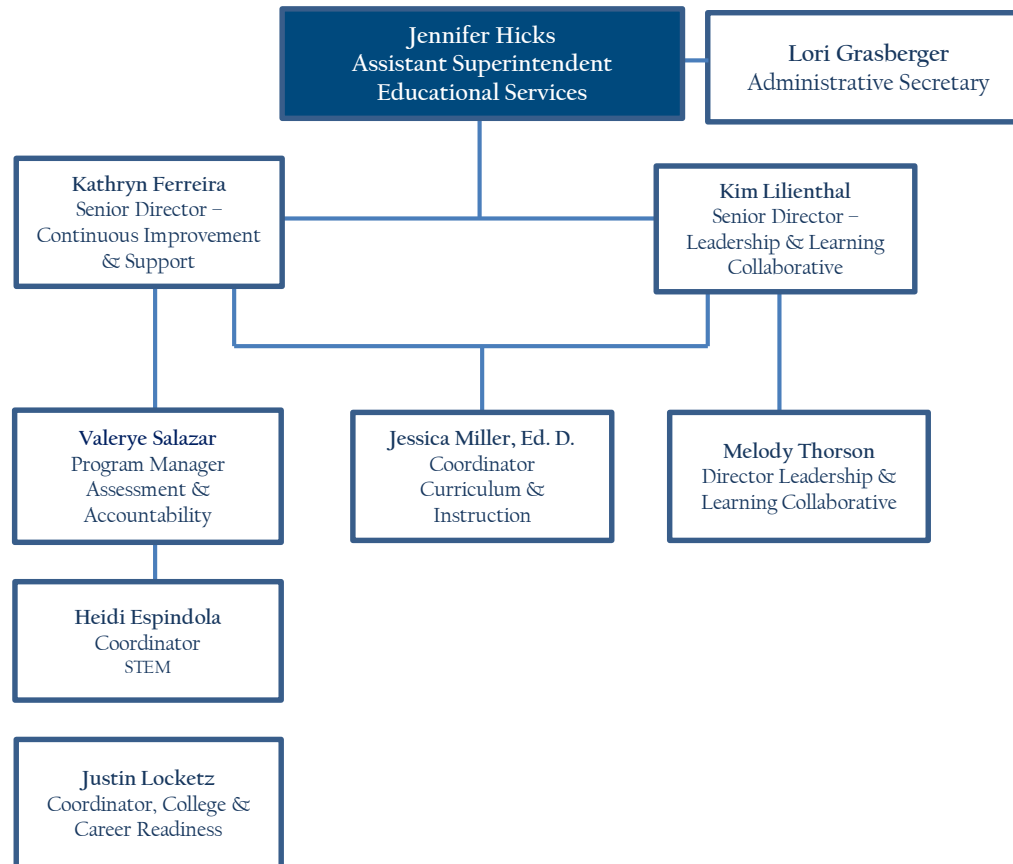 Jennifer Hicks
Assistant Superintendent
Educational Services
Lori Grasberger
Administrative Secretary
Kathryn Ferreira
Senior Director –
Continuous Improvement
& Support
Kim Lilienthal
Senior Director –
Leadership & Learning
Collaborative
Valerye Salazar
Program Manager
Assessment &
Accountability
Jessica Miller, Ed. D.
Coordinator
Curriculum &
Instruction
Melody Thorson
Director Leadership &
Learning Collaborative
Heidi Espindola
Coordinator
STEM
Justin Locketz
Coordinator, College &
Career Readiness